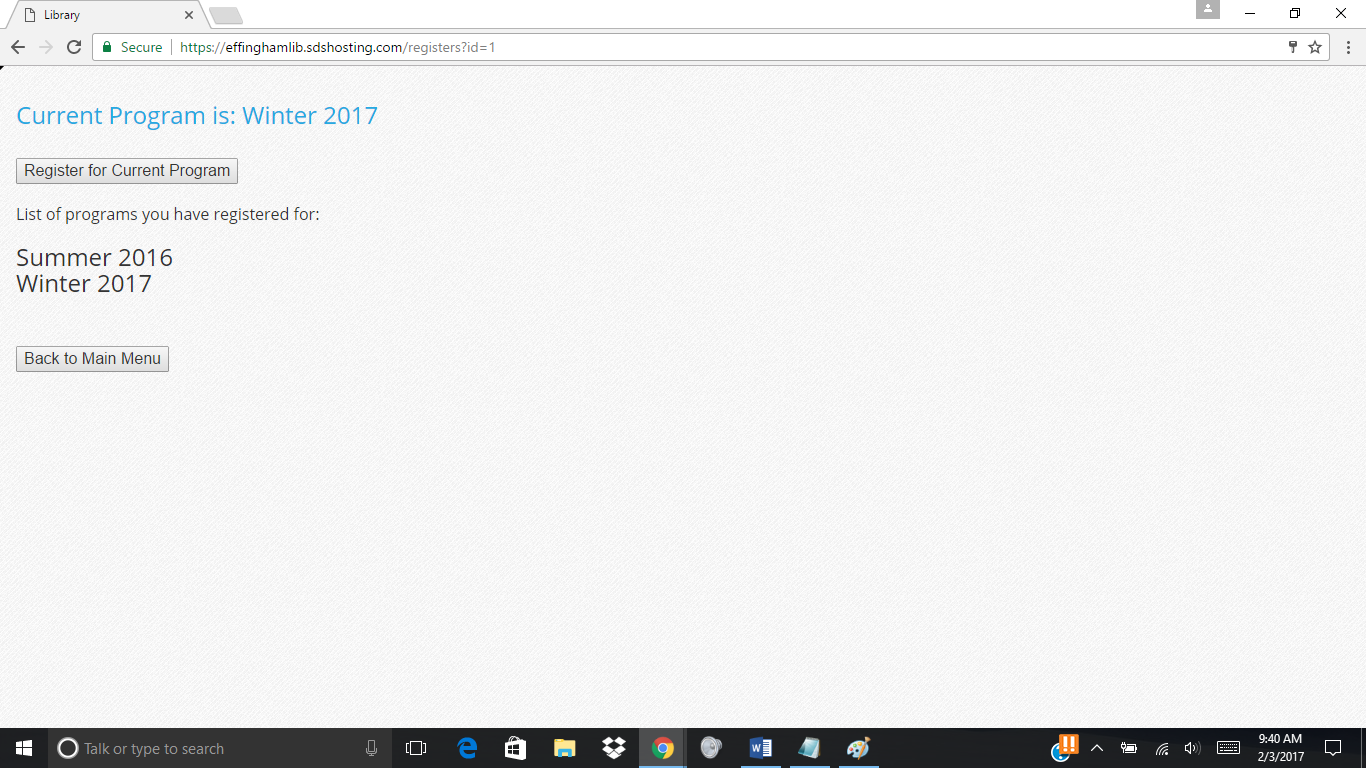 Library
Secure https://effinghamlib.sdshosting.com/registers?id=1
Current Program is: Winter 2017
Register for Current Program
List of programs you have registered for:
Summer 2016
Winter 2017
Back to Main Menu
Talk or type to search
9:40 AM
2/3/2017